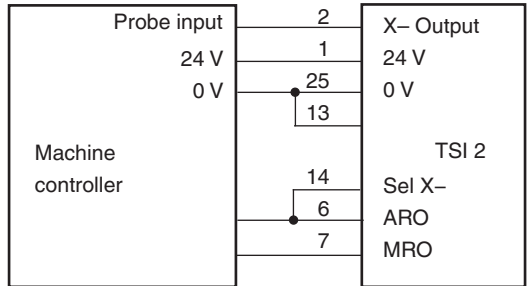 Probe input 2 X– Output
24 V 1 24 V
0 V 25 0 V
13
Machine controller
TSI 2
14 Sel X–
6 ARO
7 MRO